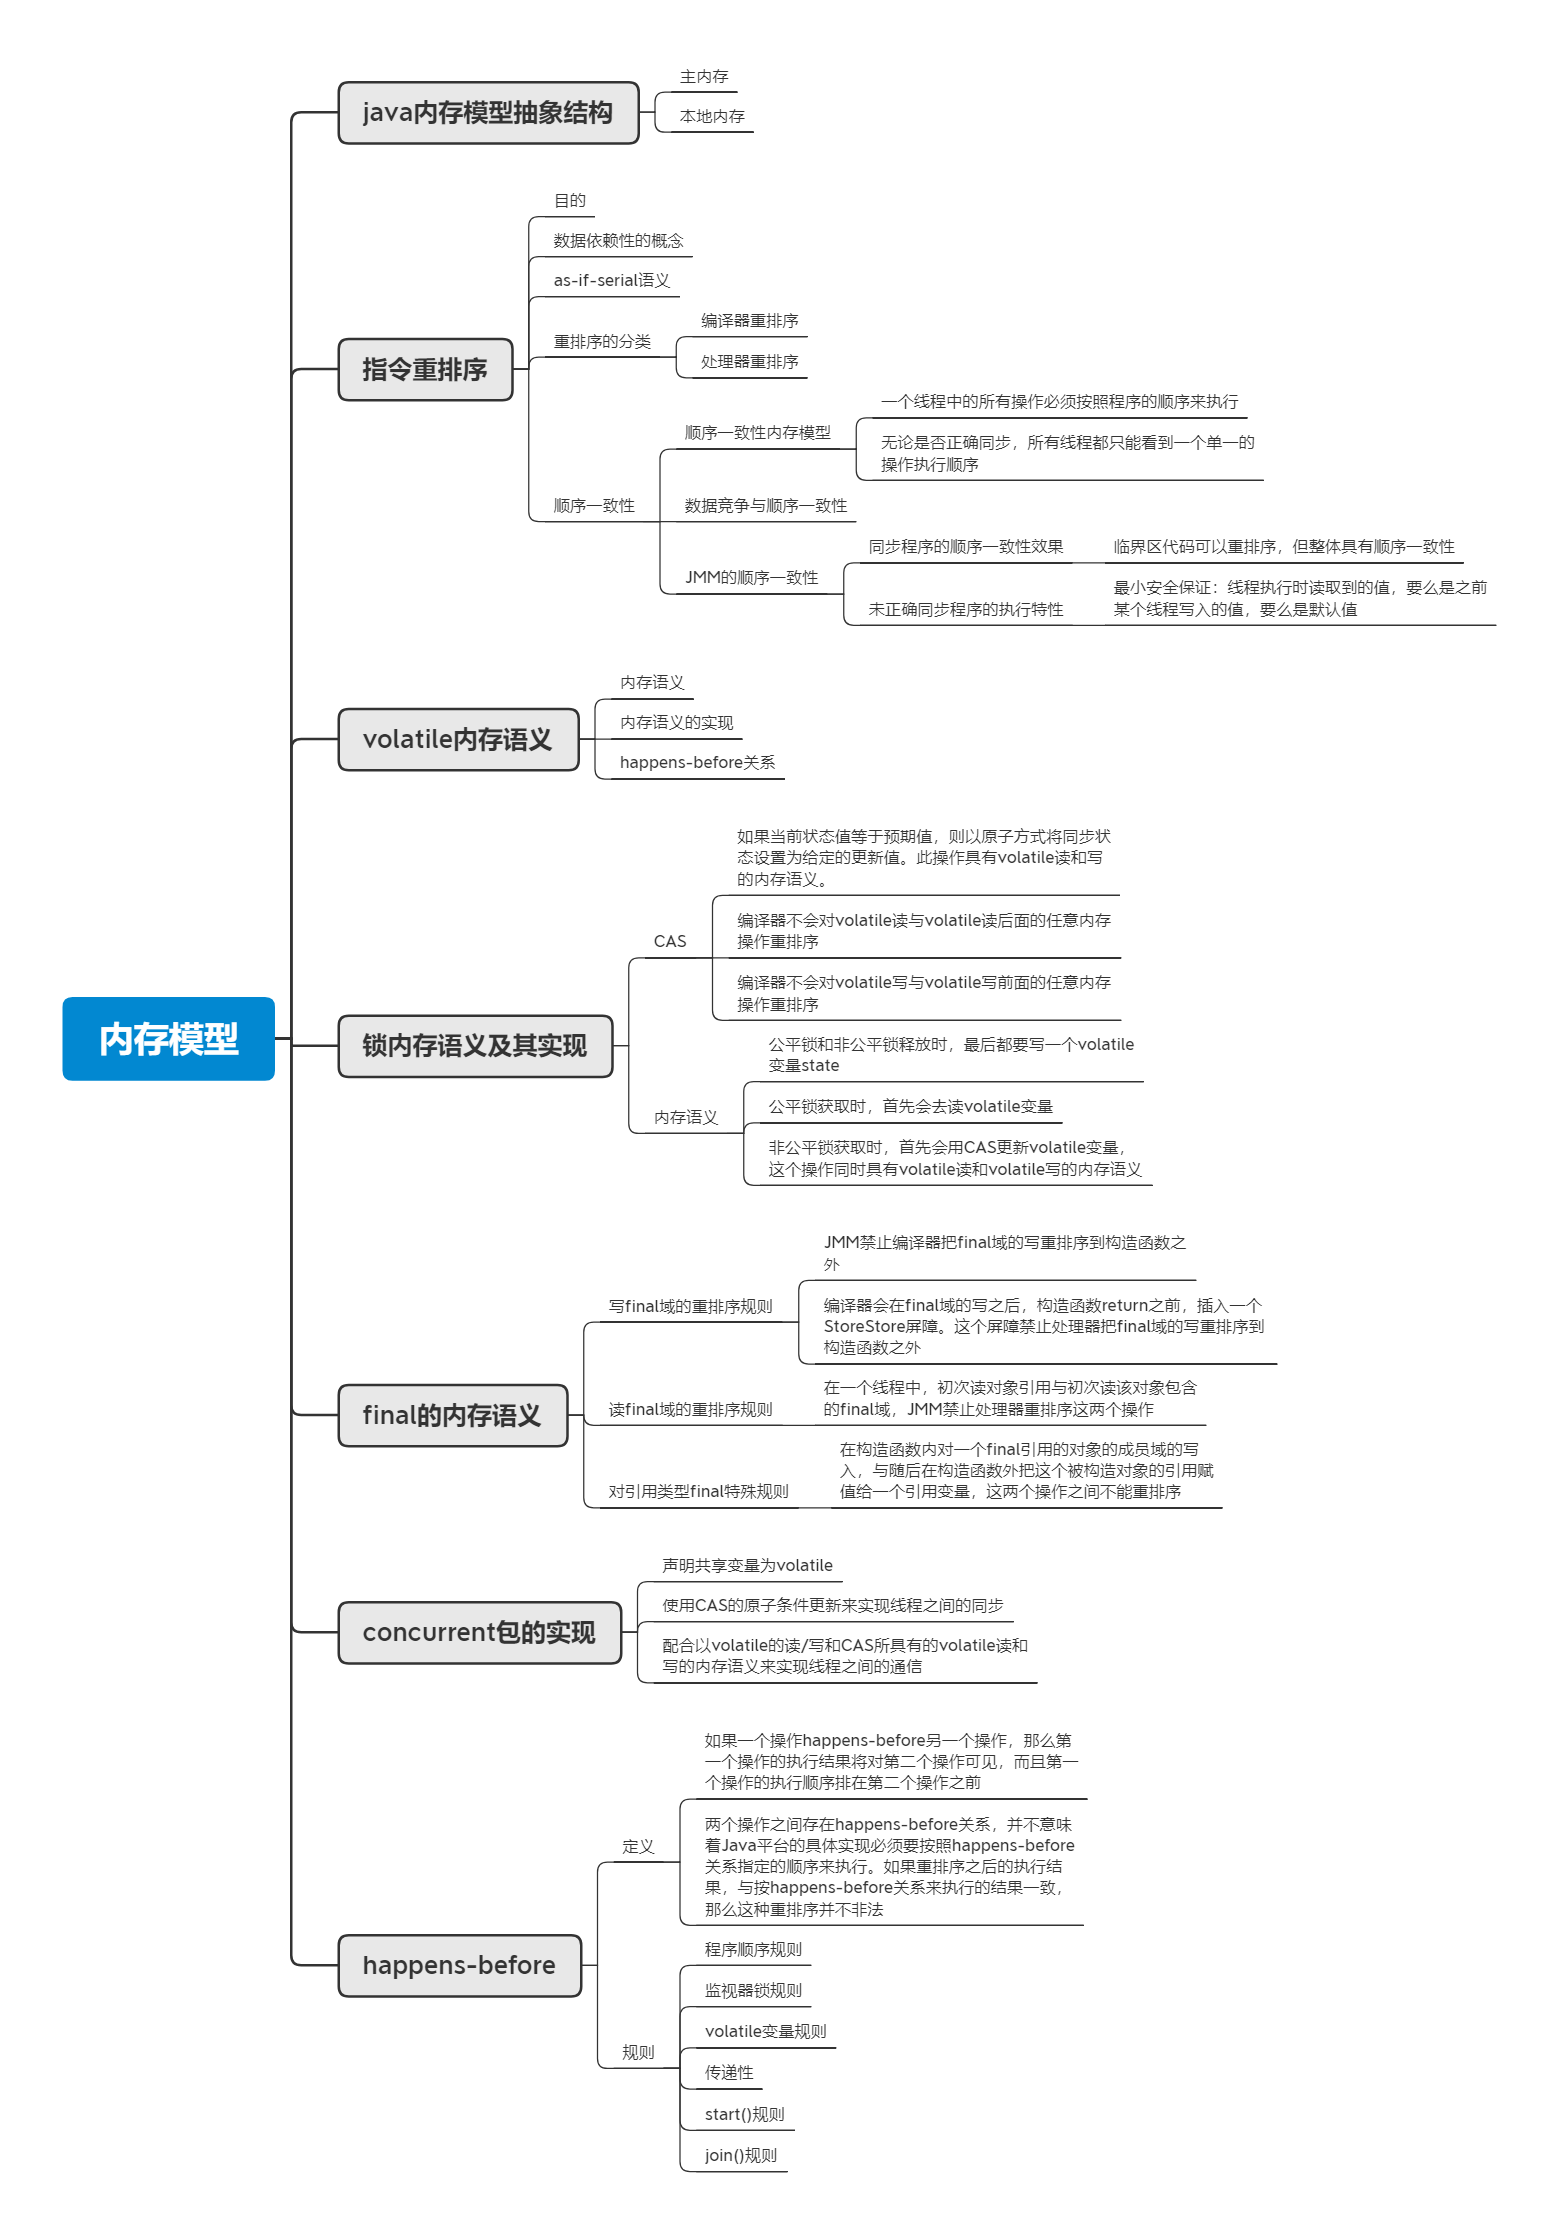 主内存
java内存模型抽象结构
本地内存
目的
数据依赖性的概念
as-if-serial语义
编译器重排序
重排序的分类
处理器重排序
指令重排序
一个线程中的所有操作必须按照程序的顺序来执行
顺序一致性内存模型
无论是否正确同步，所有线程都只能看到一个单一的
操作执行顺序
顺序一致性
数据竞争与顺序一致性
同步程序的顺序一致性效果
临界区代码可以重排序，但整体具有顺序一致性
JMM的顺序一致性
最小安全保证：线程执行时读取到的值，要么是之前
某个线程写入的值，要么是默认值
未正确同步程序的执行特性
内存语义
内存语义的实现
volatile内存语义
happens-before关系
如果当前状态值等于预期值，则以原子方式将同步状
态设置为给定的更新值。此操作具有volatile读和写
的内存语义。
编译器不会对volatile读与volatile读后面的任意内存
操作重排序
CAS
编译器不会对volatile写与volatile写前面的任意内存
操作重排序
内存模型
锁内存语义及其实现
公平锁和非公平锁释放时，最后都要写一个volatile
变量state
公平锁获取时，首先会去读volatile变量
内存语义
非公平锁获取时，首先会用CAS更新volatile变量，
这个操作同时具有volatile读和volatile写的内存语义
JMM禁止编译器把final域的写重排序到构造函数之
外
写final域的重排序规则
编译器会在final域的写之后，构造函数return之前，插入一个
StoreStore屏障。这个屏障禁止处理器把final域的写重排序到
构造函数之外
final的内存语义
在一个线程中，初次读对象引用与初次读该对象包含
的final域，JMM禁止处理器重排序这两个操作
读final域的重排序规则
在构造函数内对一个final引用的对象的成员域的写
入，与随后在构造函数外把这个被构造对象的引用赋
值给一个引用变量，这两个操作之间不能重排序
对引用类型final特殊规则
声明共享变量为volatile
使用CAS的原子条件更新来实现线程之间的同步
concurrent包的实现
配合以volatile的读/写和CAS所具有的volatile读和
写的内存语义来实现线程之间的通信
如果一个操作happens-before另一个操作，那么第
一个操作的执行结果将对第二个操作可见，而且第一
个操作的执行顺序排在第二个操作之前
定义
两个操作之间存在happens-before关系，并不意味
着Java平台的具体实现必须要按照happens-before
关系指定的顺序来执行。如果重排序之后的执行结
果，与按happens-before关系来执行的结果一致，
那么这种重排序并不非法
happens-before
程序顺序规则
监视器锁规则
volatile变量规则
规则
传递性
start()规则
join()规则